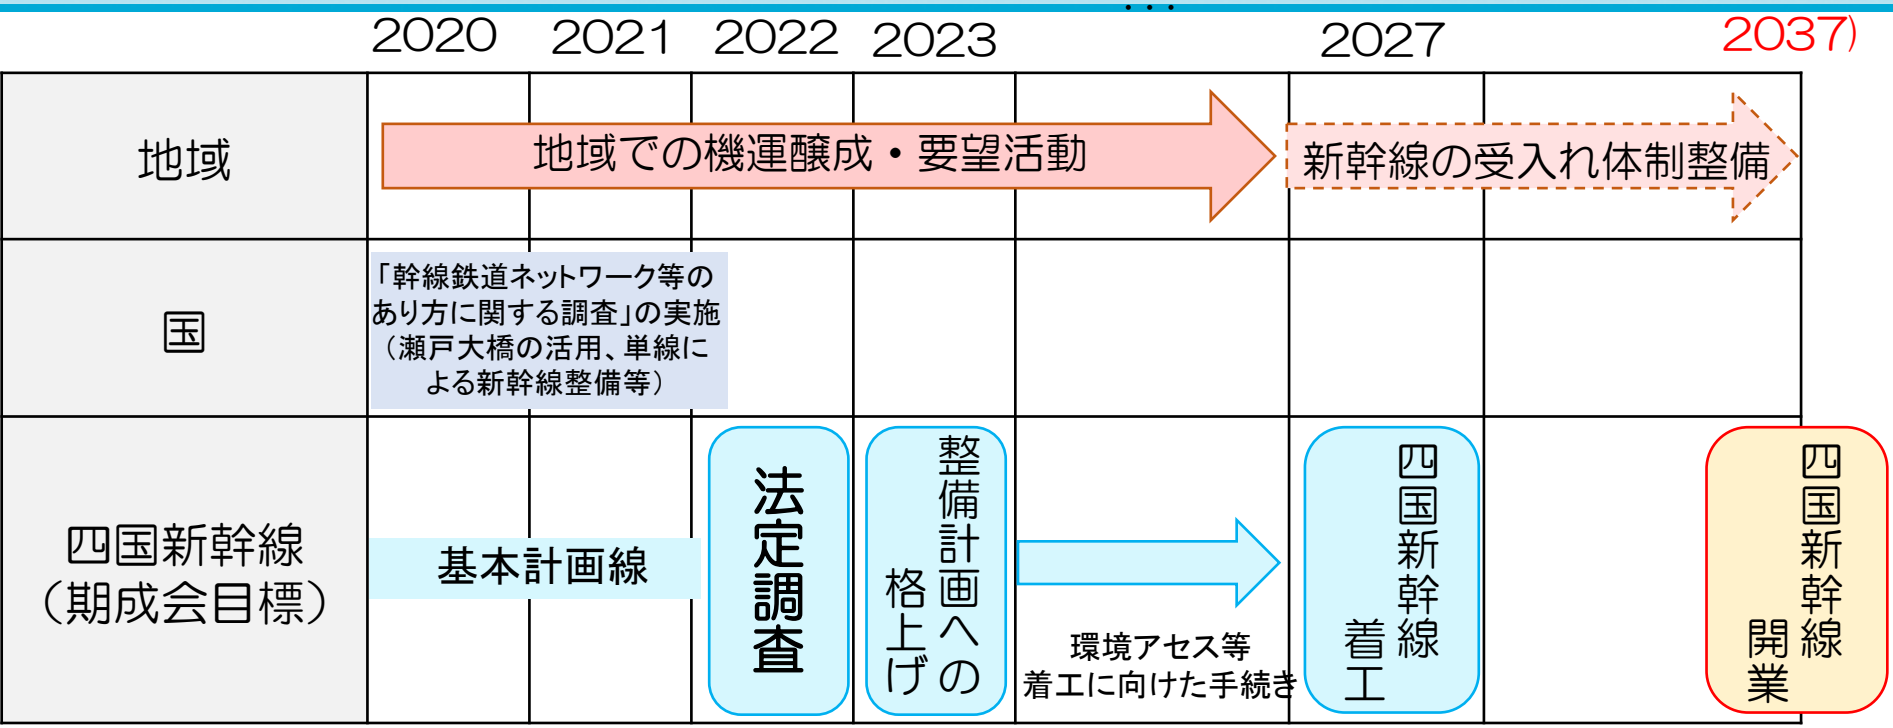 …
2020 2021 2022 2023 2027 2037)
地域
地域での機運醸成・要望活動
新幹線の受入れ体制整備
国
「幹線鉄道ネットワーク等の
あり方に関する調査」の実施
（瀬戸大橋の活用、単線に
よる新幹線整備等）
四国新幹線
（期成会目標）
基本計画線
法定調査
整備計画への
格上げ
環境アセス等
着工に向けた手続き
四国新幹線
着工
四国新幹線
開業